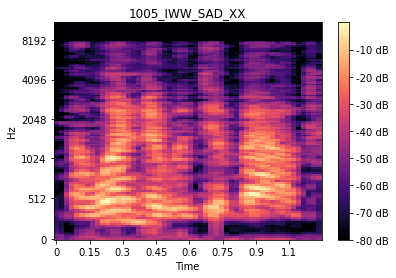 1005_IWW_SAD_XX
8192
4096
2048
1024
512
0
Hz
0
0.15
0.3
0.45
0.6
0.75
0.9
1.1
Time
-10 dB
-20 dB
-30 dB
-40 dB
-50 dB
-60 dB
-70 dB
-80 dB